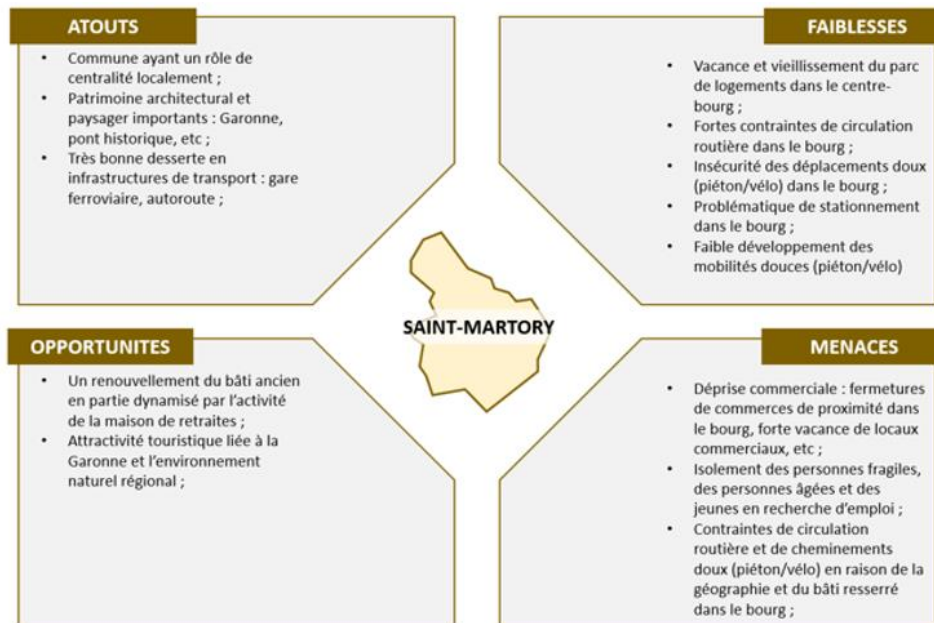 ATOUTS
• Commune ayant un rôle de
centralité localement ;
• Patrimoine architectural et
paysager importants : Garonne,
pont historique, etc ;
• Très bonne desserte en
infrastructures de transport : gare
ferroviaire, autoroute ;
FAIBLESSES
• Vacance et vieillissement du parc
de logements dans le centre-
bourg ;
• Fortes contraintes de circulation
routière dans le bourg ;
• Insécurité des déplacements doux
(piéton/vélo) dans le bourg ;
• Problématique de stationnement
dans le bourg ;
• Faible développement des
mobilités douces (piéton/vélo)
SAINT-MARTORY
OPPORTUNITES
• Un renouvellement du bâti ancien
en partie dynamisé par l'activité
de la maison de retraites ;
• Attractivité touristique liée à la
Garonne et l'environnement
naturel régional ;
MENACES
• Déprise commerciale : fermetures
de commerces de proximité dans
le bourg, forte vacance de locaux
commerciaux, etc ;
• Isolement des personnes fragiles,
des personnes âgées et des
jeunes en recherche d'emploi ;
• Contraintes de circulation
routière et de cheminements
doux (piéton/vélo) en raison de la
géographie et du bâti resserré
dans le bourg ;